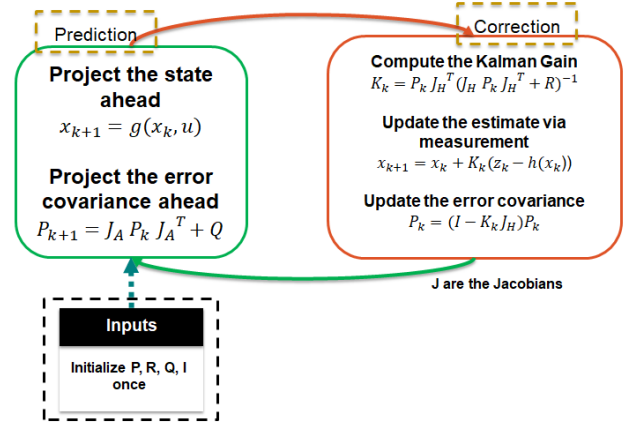 Prediction
Project the state
ahead
x_{k+1} = g(x_k, u)
Project the error
covariance ahead
P_{k+1} = J_A P_k J_A^T + Q
Correction
Compute the Kalman Gain
K_k = P_k J_H^T (J_H P_k J_H^T + R)^{-1}
Update the estimate via
measurement
x_{k+1} = x_k + K_k(z_k − h(x_k))
Update the error covariance
P_k = (I − K_k J_H)P_k
J are the Jacobians
Inputs
Initialize P, R, Q, I
once